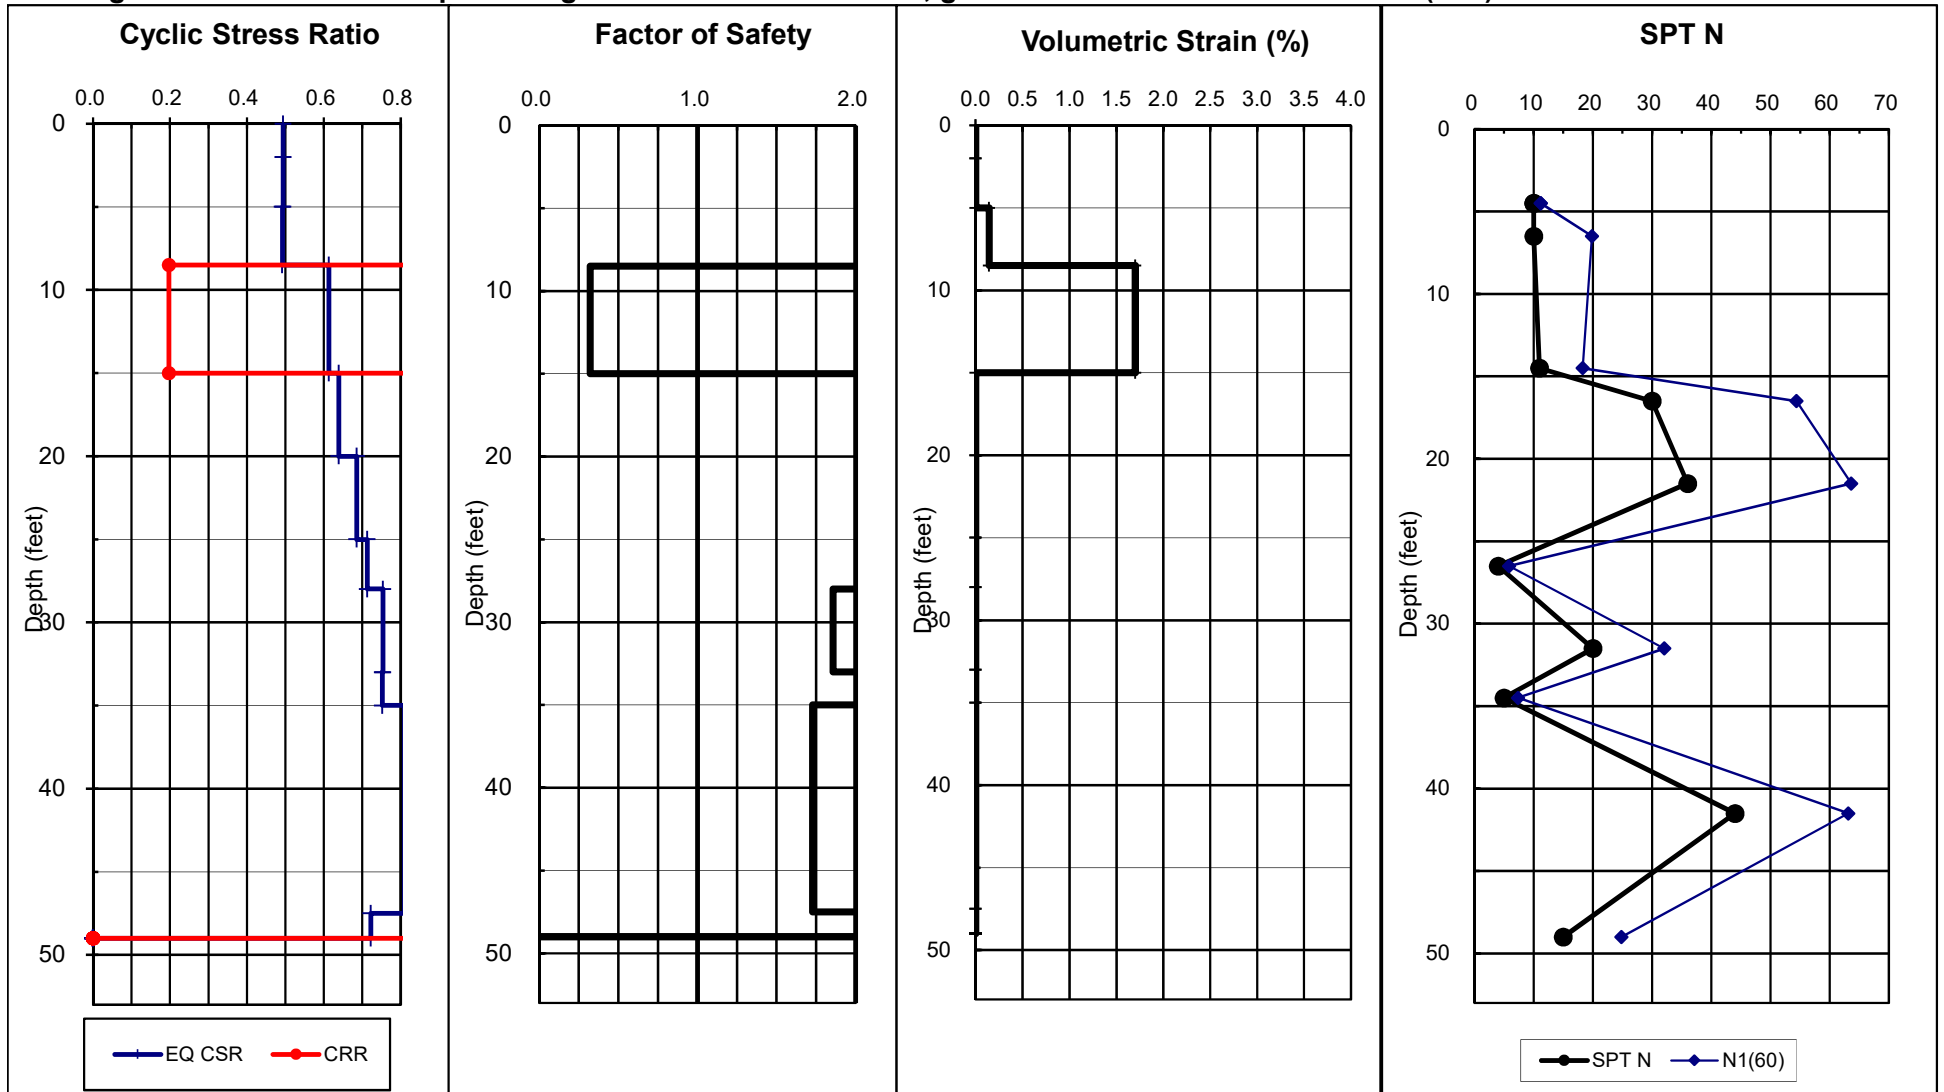 Cyclic Stress Ratio
0.0 0.2 0.4 0.6 0.8
0
10
20
30
40
50
Depth (feet)
EQ CSR CRR
Factor of Safety
0.0 1.0 2.0
0
10
20
30
40
50
Depth (feet)
Volumetric Strain (%)
0.0 0.5 1.0 1.5 2.0 2.5 3.0 3.5 4.0
0
10
20
30
40
50
Depth (feet)
SPT N
0 10 20 30 40 50 60 70
0
10
20
30
40
50
Depth (feet)
SPT N N1(60)